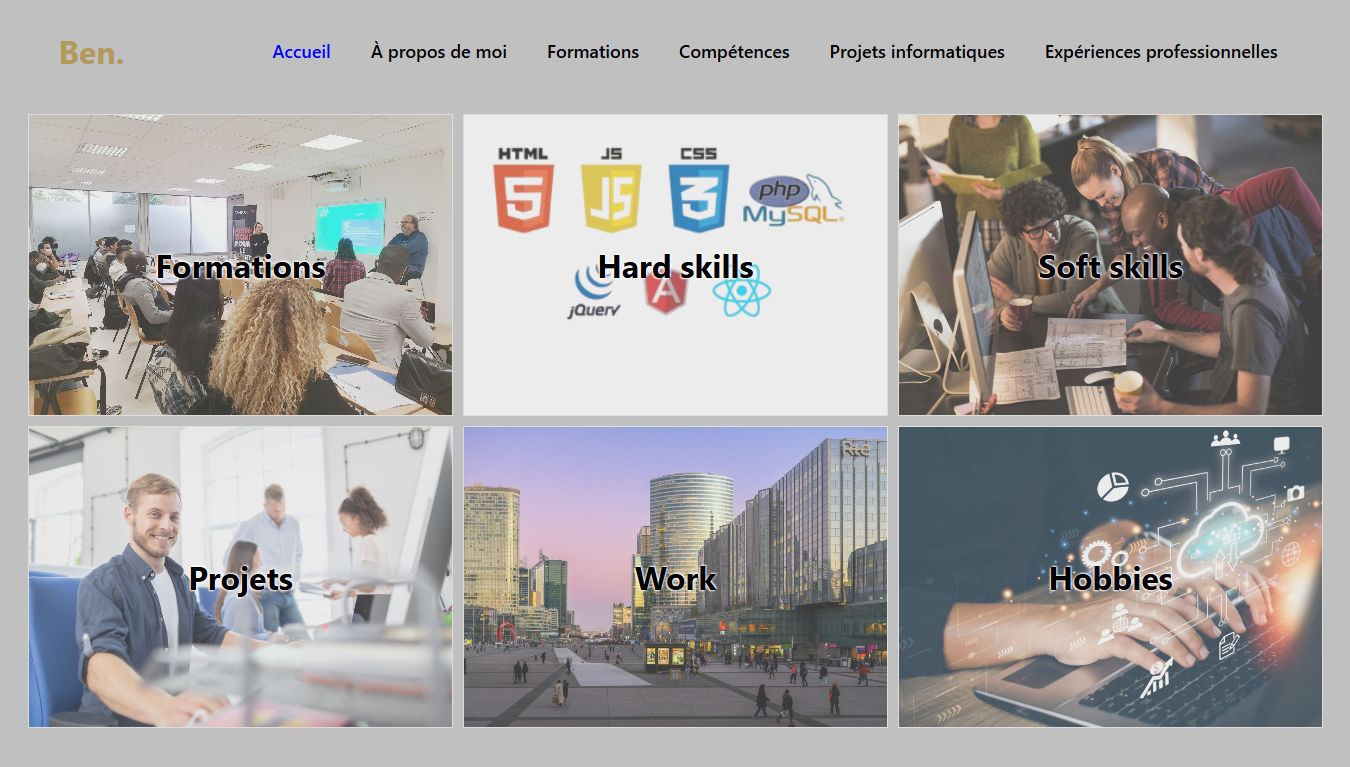 Ben.
Accueil
À propos de moi
Formations
Compétences
Projets informatiques
Expériences professionnelles
Formations
HTML
JS
CSS
5
JS
3
php
MySQL
Hard skills
jQuery
A
Soft skills
Projets
Rte
Work
Hobbies